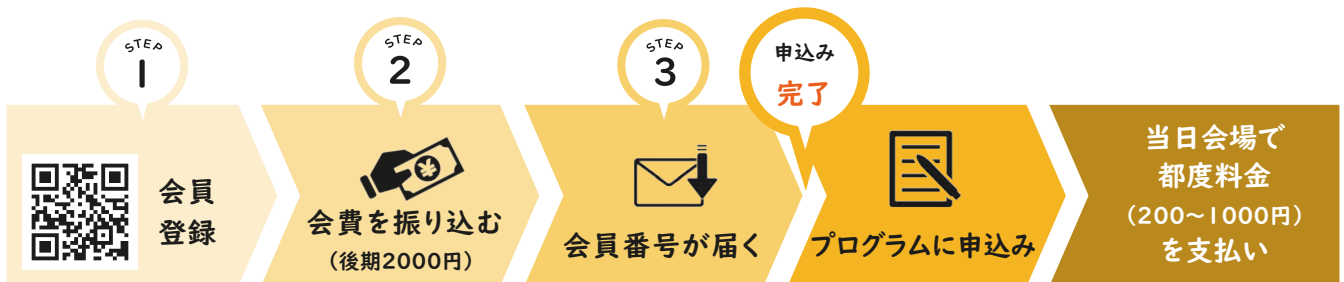 STEP
1
会員
登録
STEP
2
¥
会費を振り込む
(後期2000円)
STEP
3
会員番号が届く
申込み
完了
プログラムに申込み
当日会場で
都度料金
(200〜1000円)
を支払い